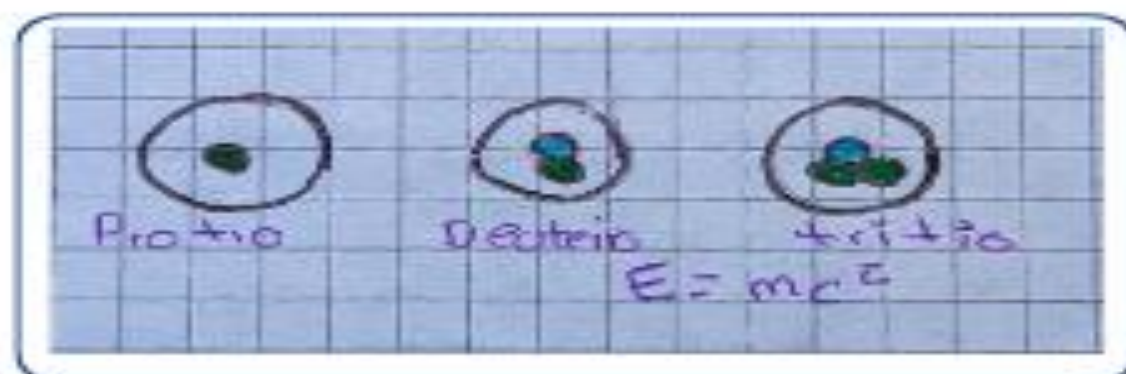 Protio Deuterio tritio
E = mc²